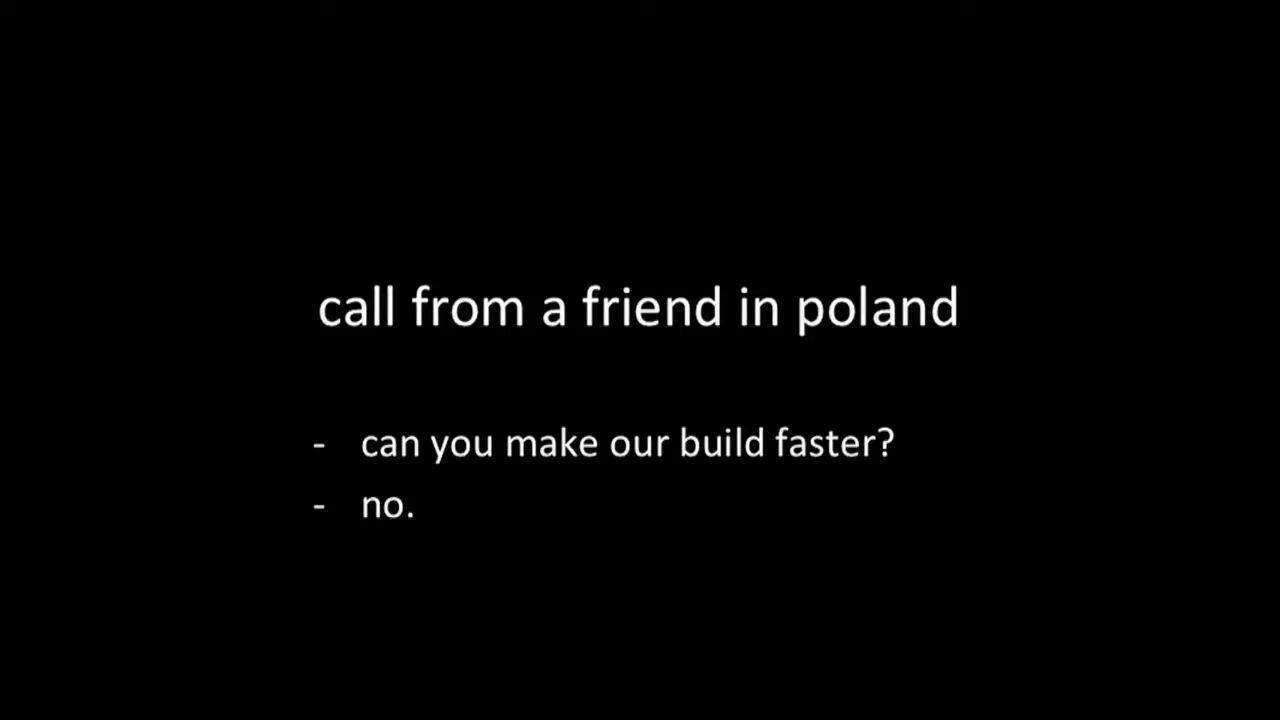 call from a friend in poland
- can you make our build faster?
- no.